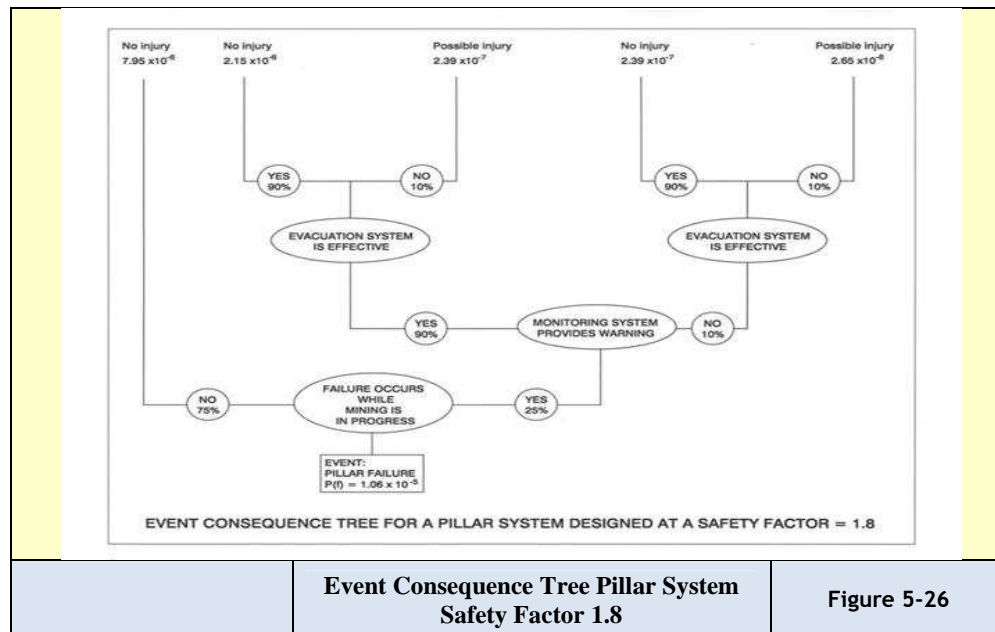 No injury
7.95 x10⁻⁶
No injury
2.15 x10⁻⁶
Possible injury
2.39 x10⁻⁷
No injury
2.39 x10⁻⁷
Possible injury
2.65 x10⁻⁸
YES
90%
NO
10%
YES
90%
NO
10%
EVACUATION SYSTEM
IS EFFECTIVE
EVACUATION SYSTEM
IS EFFECTIVE
YES
90%
MONITORING SYSTEM
PROVIDES WARNING
NO
10%
NO
75%
FAILURE OCCURS
WHILE
MINING IS
IN PROGRESS
YES
25%
EVENT:
PILLAR FAILURE
P(f) = 1.06 x 10⁻⁵
EVENT CONSEQUENCE TREE FOR A PILLAR SYSTEM DESIGNED AT A SAFETY FACTOR = 1.8
Event Consequence Tree Pillar System
Safety Factor 1.8
Figure 5-26